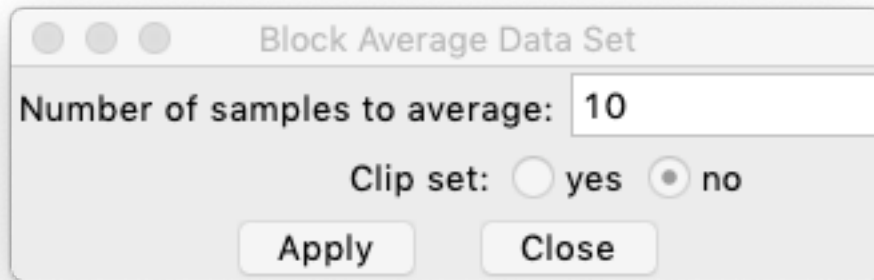 Block Average Data Set
Number of samples to average: 10
Clip set: yes no
Apply Close